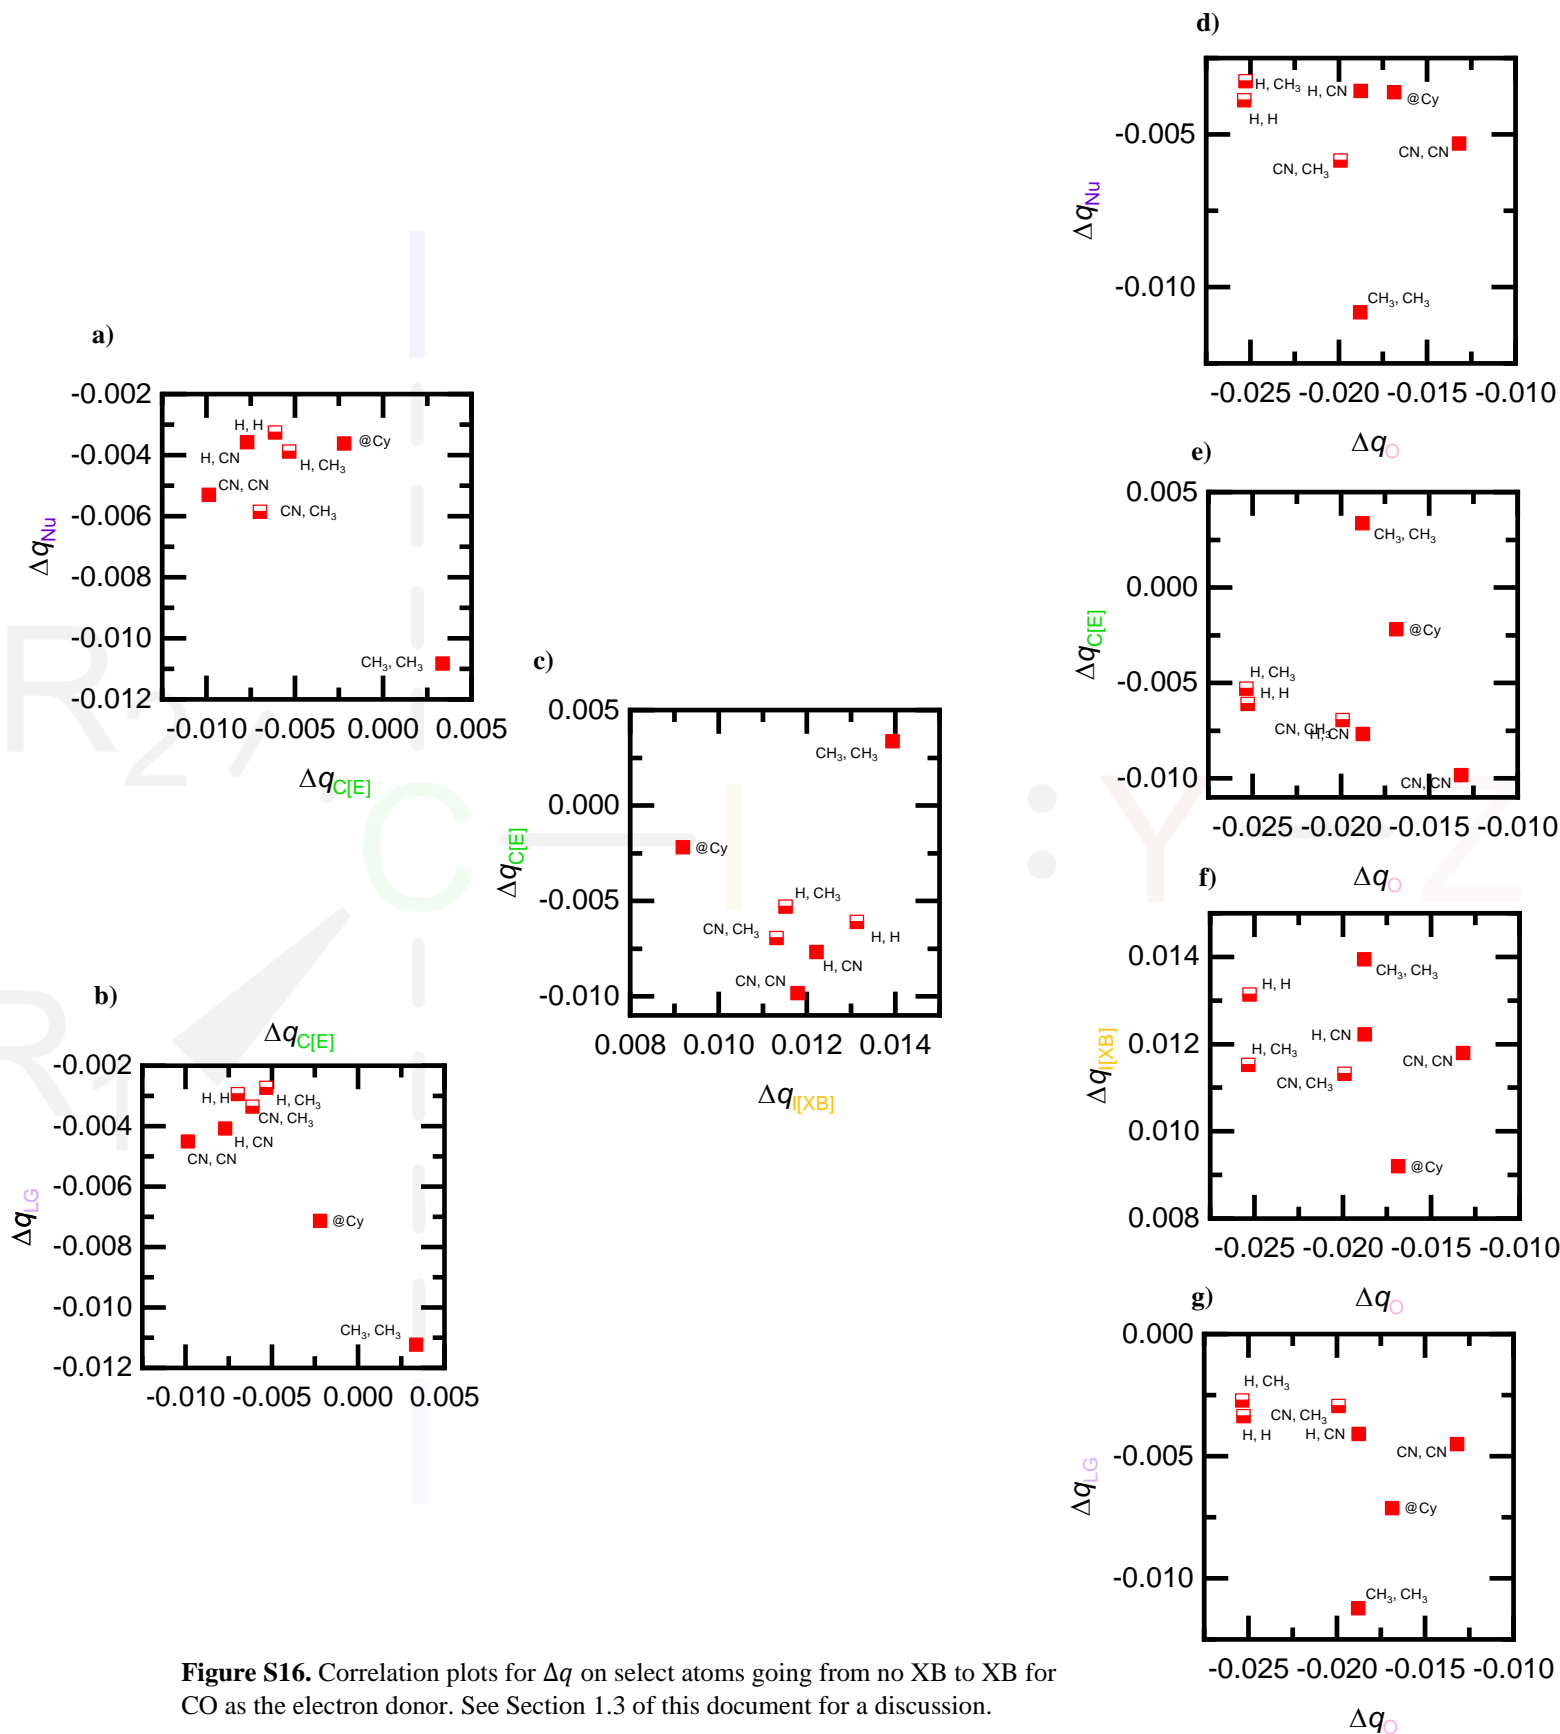 a)
-0.002
-0.004
-0.006
-0.008
-0.010
-0.012
-0.010 -0.005 0.000 0.005
ΔqNu
ΔqC[E]
H, H
H, CN
@Cy
H, CH3
CN, CN
CN, CH3
CH3, CH3
b)
ΔqC[E]
-0.002
-0.004
-0.006
-0.008
-0.010
-0.012
-0.010 -0.005 0.000 0.005
ΔqLG
H, H
H, CH3
CN, CH3
H, CN
CN, CN
@Cy
CH3, CH3
c)
0.005
0.000
-0.005
-0.010
0.008 0.010 0.012 0.014
ΔqC[E]
ΔqI[XB]
CH3, CH3
@Cy
H, CH3
CN, CH3
H, H
H, CN
CN, CN
d)
-0.005
-0.010
-0.025 -0.020 -0.015 -0.010
ΔqNu
ΔqO
H, CH3
H, CN
@Cy
H, H
CN, CN
CN, CH3
CH3, CH3
e)
0.005
0.000
-0.005
-0.010
-0.025 -0.020 -0.015 -0.010
ΔqC[E]
ΔqO
CH3, CH3
@Cy
H, CH3
H, H
CN, CH3
H, CN
CN, CN
f)
0.014
0.012
0.010
0.008
-0.025 -0.020 -0.015 -0.010
ΔqI[XB]
ΔqO
CH3, CH3
H, H
H, CN
H, CH3
CN, CN
CN, CH3
@Cy
g)
0.000
-0.005
-0.010
-0.025 -0.020 -0.015 -0.010
ΔqLG
ΔqO
H, CH3
CN, CH3
H, H
H, CN
CN, CN
@Cy
CH3, CH3
I
R2
R1
C
I
:Y
Z
Figure S16. Correlation plots for Δq on select atoms going from no XB to XB for
CO as the electron donor. See Section 1.3 of this document for a discussion.